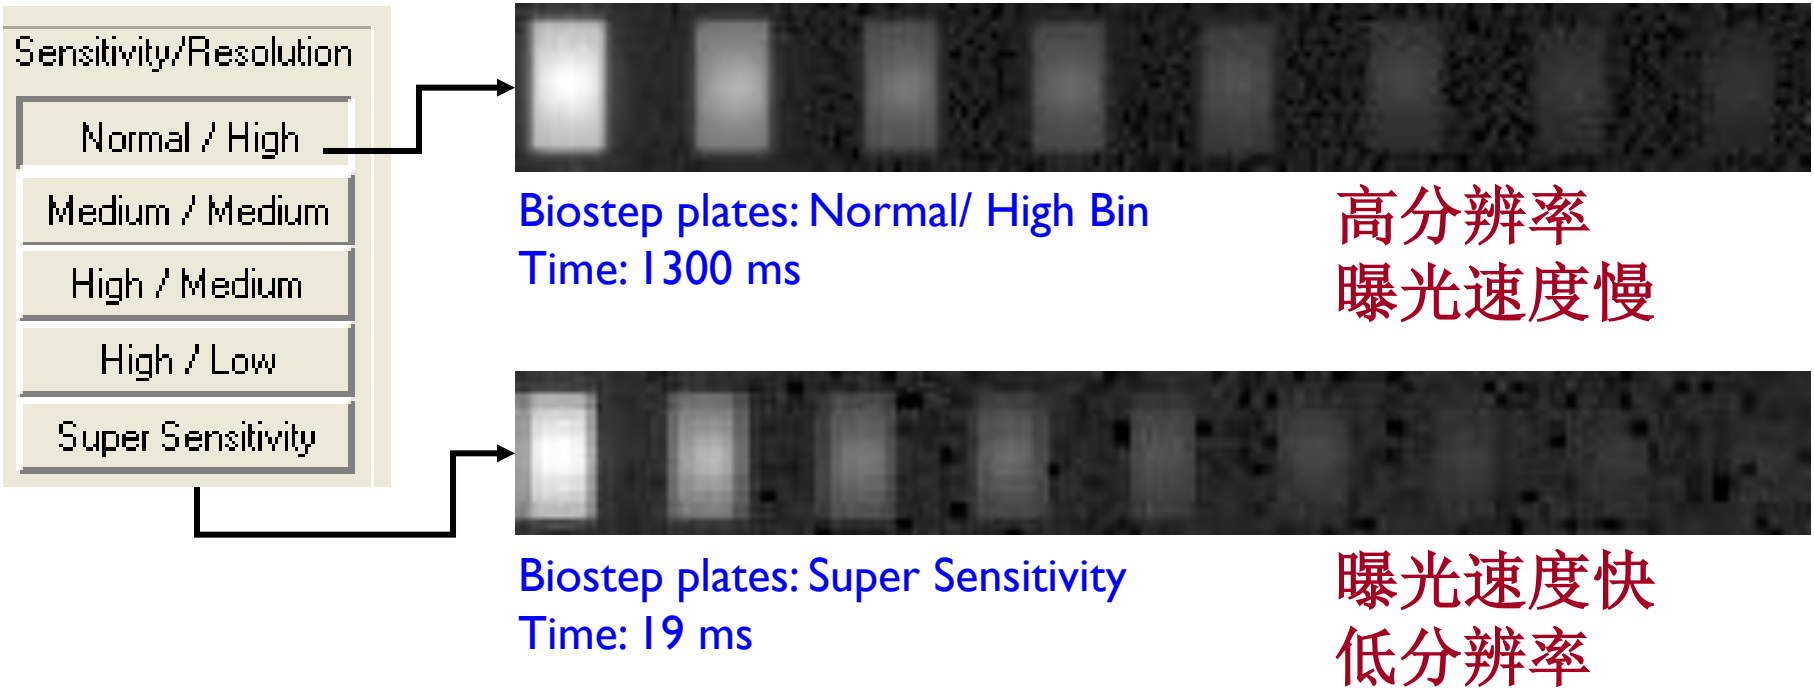 Sensitivity/Resolution
Normal / High
Medium / Medium
High / Medium
High / Low
Super Sensitivity
Biostep plates: Normal/ High Bin
Time: 1300 ms
高分辨率
曝光速度慢
Biostep plates: Super Sensitivity
Time: 19 ms
曝光速度快
低分辨率